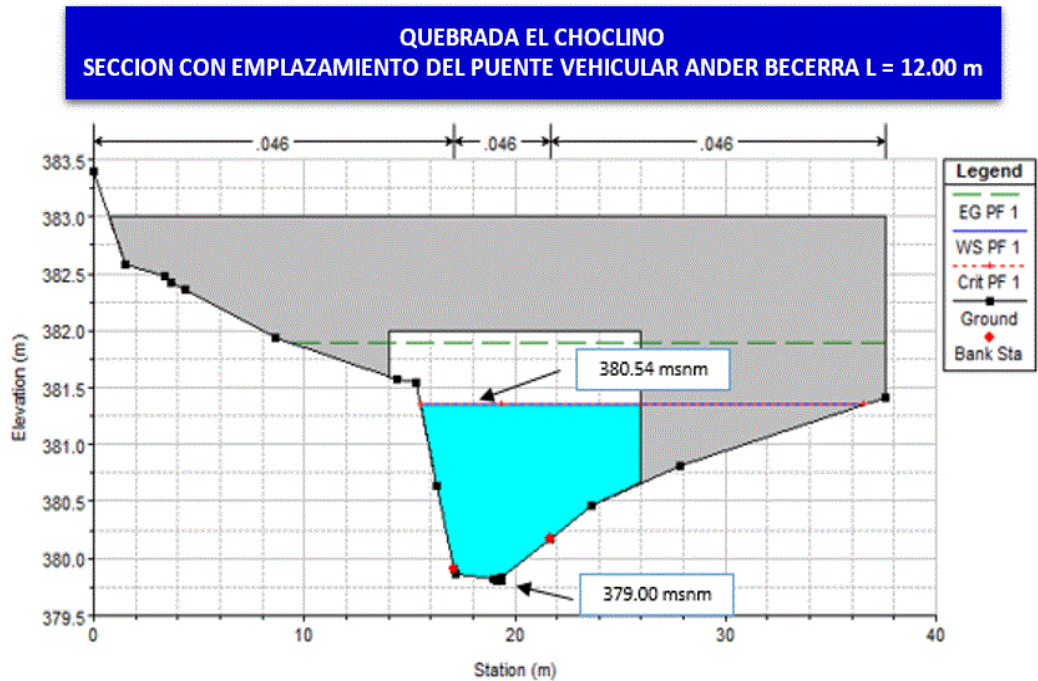 QUEBRADA EL CHOCLINO
SECCION CON EMPLAZAMIENTO DEL PUENTE VEHICULAR ANDER BECERRA L = 12.00 m
.046 .046 .046
383.5
383.0
382.5
382.0
381.5
381.0
380.5
380.0
379.5
Elevation (m)
380.54 msnm
379.00 msnm
0 10 20 30 40
Station (m)
Legend
EG PF 1
WS PF 1
Crit PF 1
Ground
Bank Sta